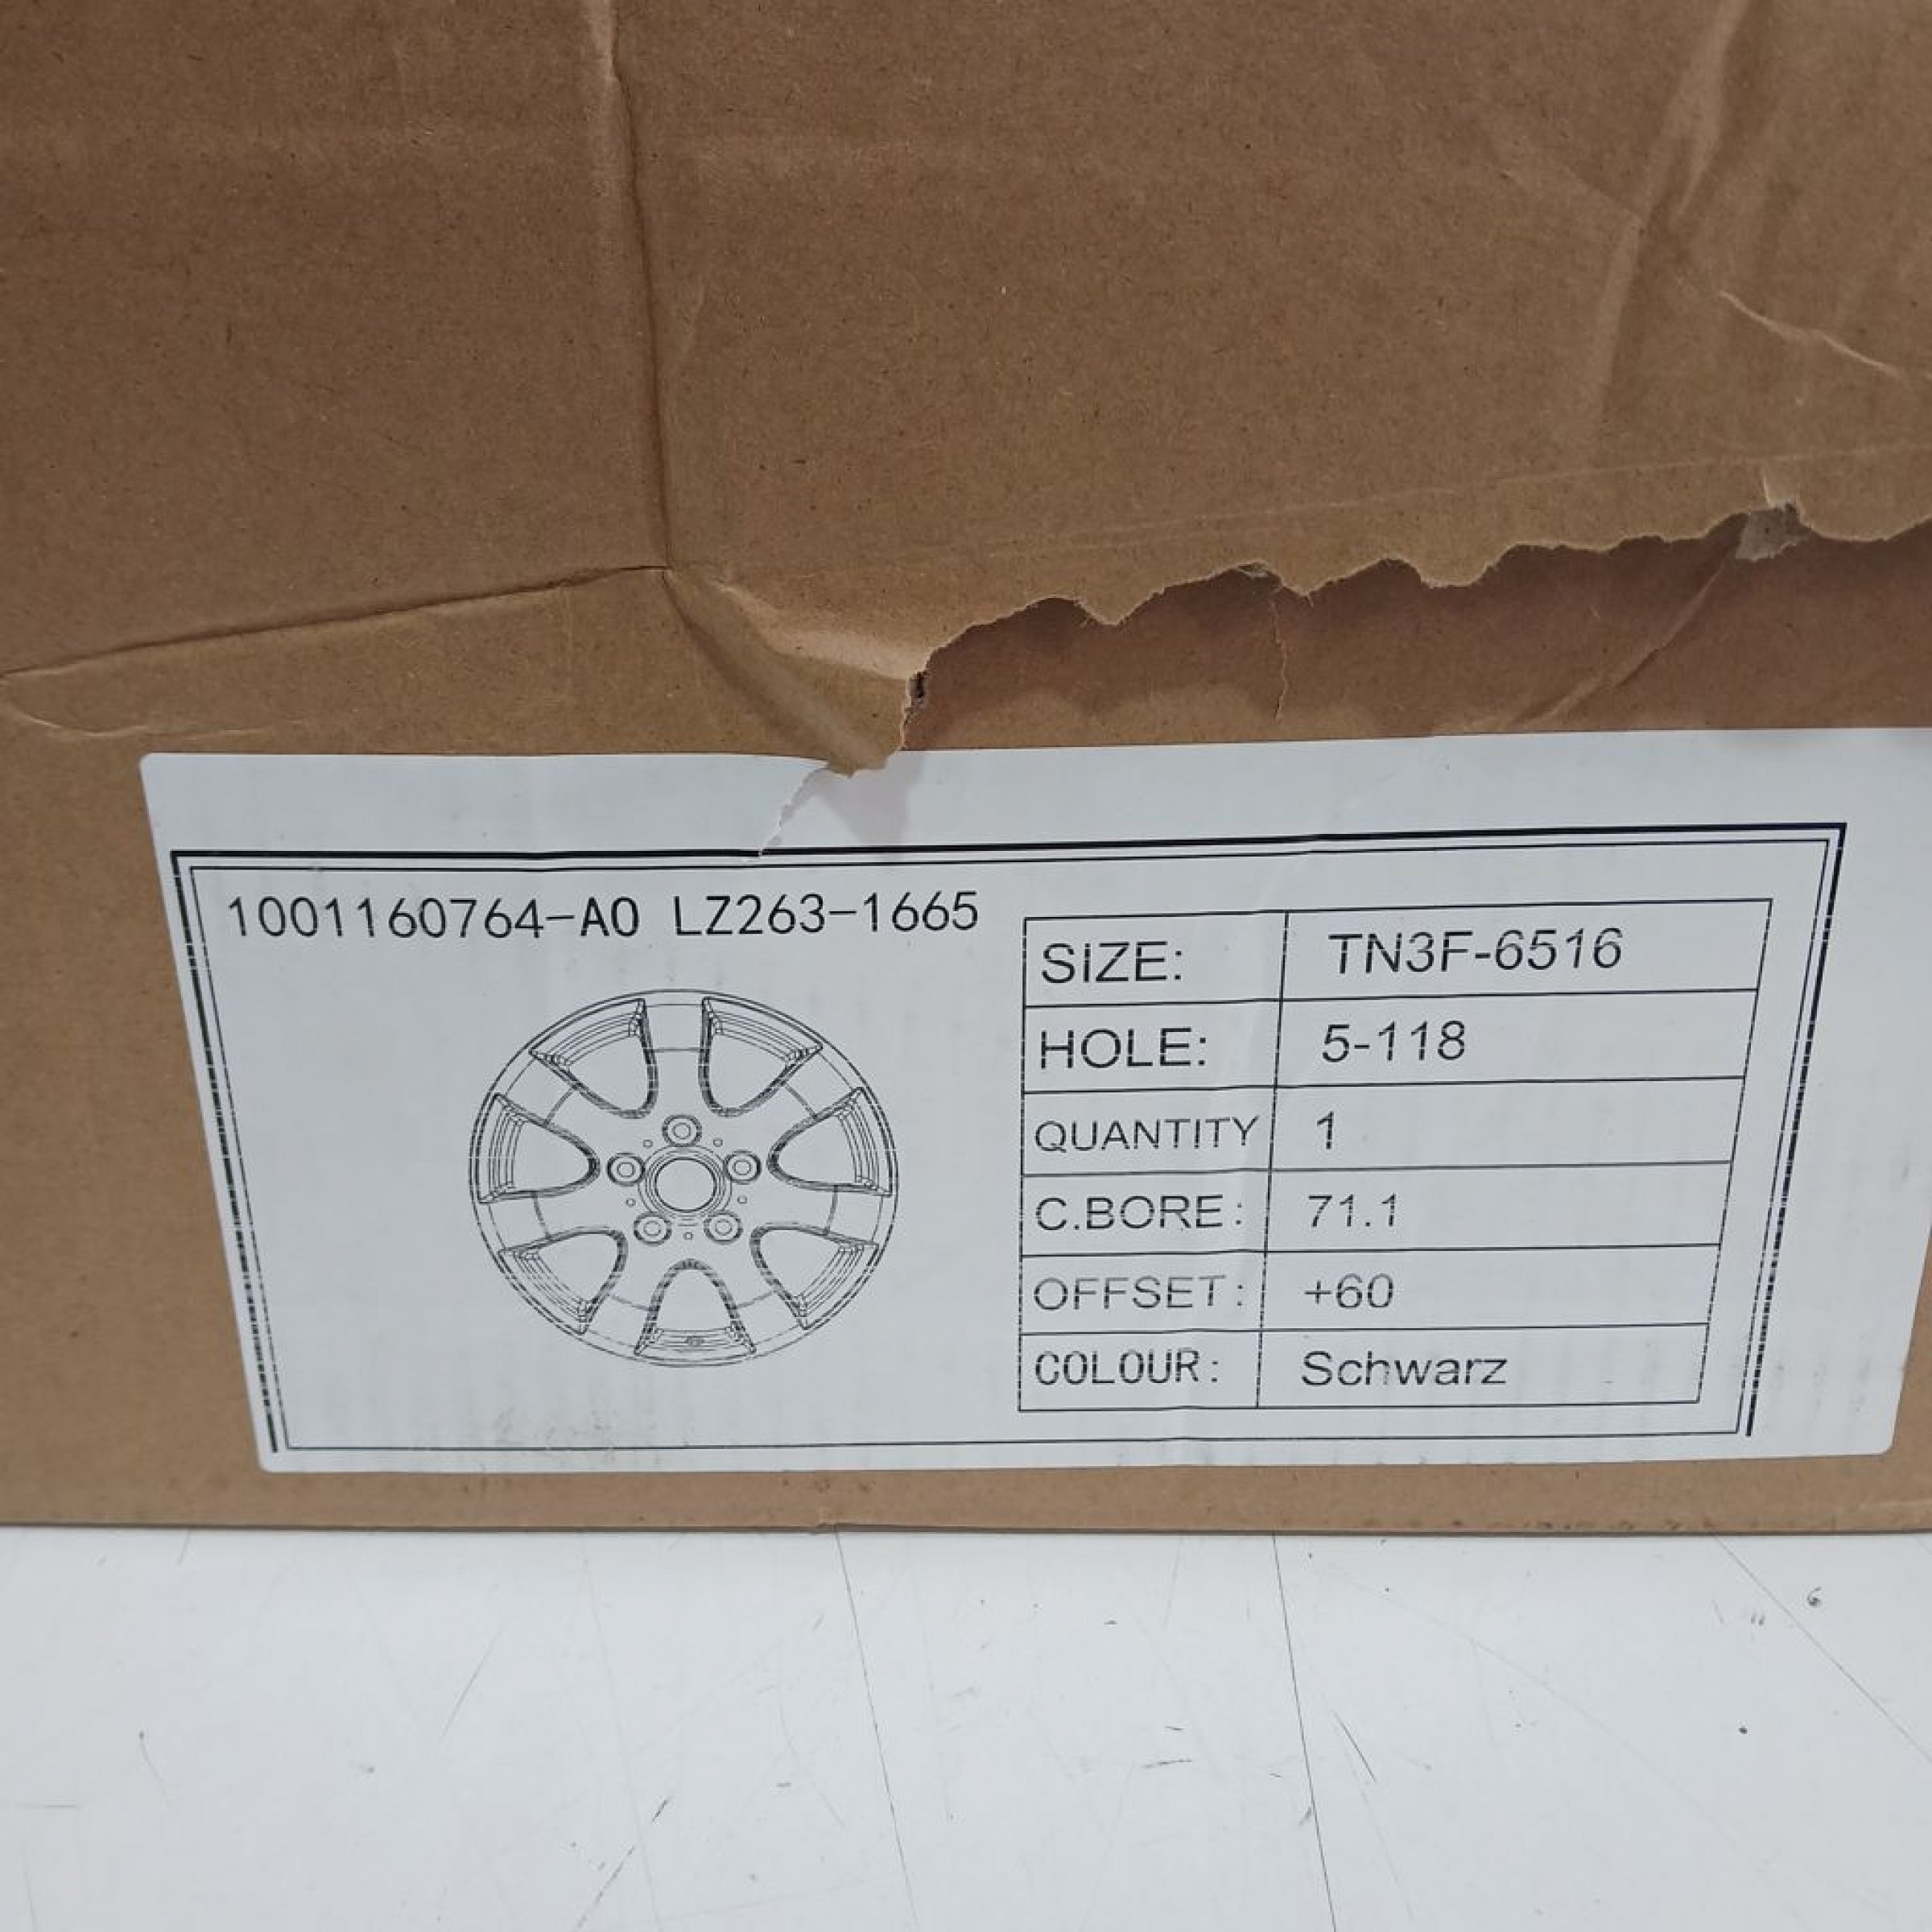 1001160764-A0 LZ263-1665
SIZE: TN3F-6516
HOLE: 5-118
QUANTITY 1
C.BORE: 71.1
OFFSET: +60
COLOUR: Schwarz